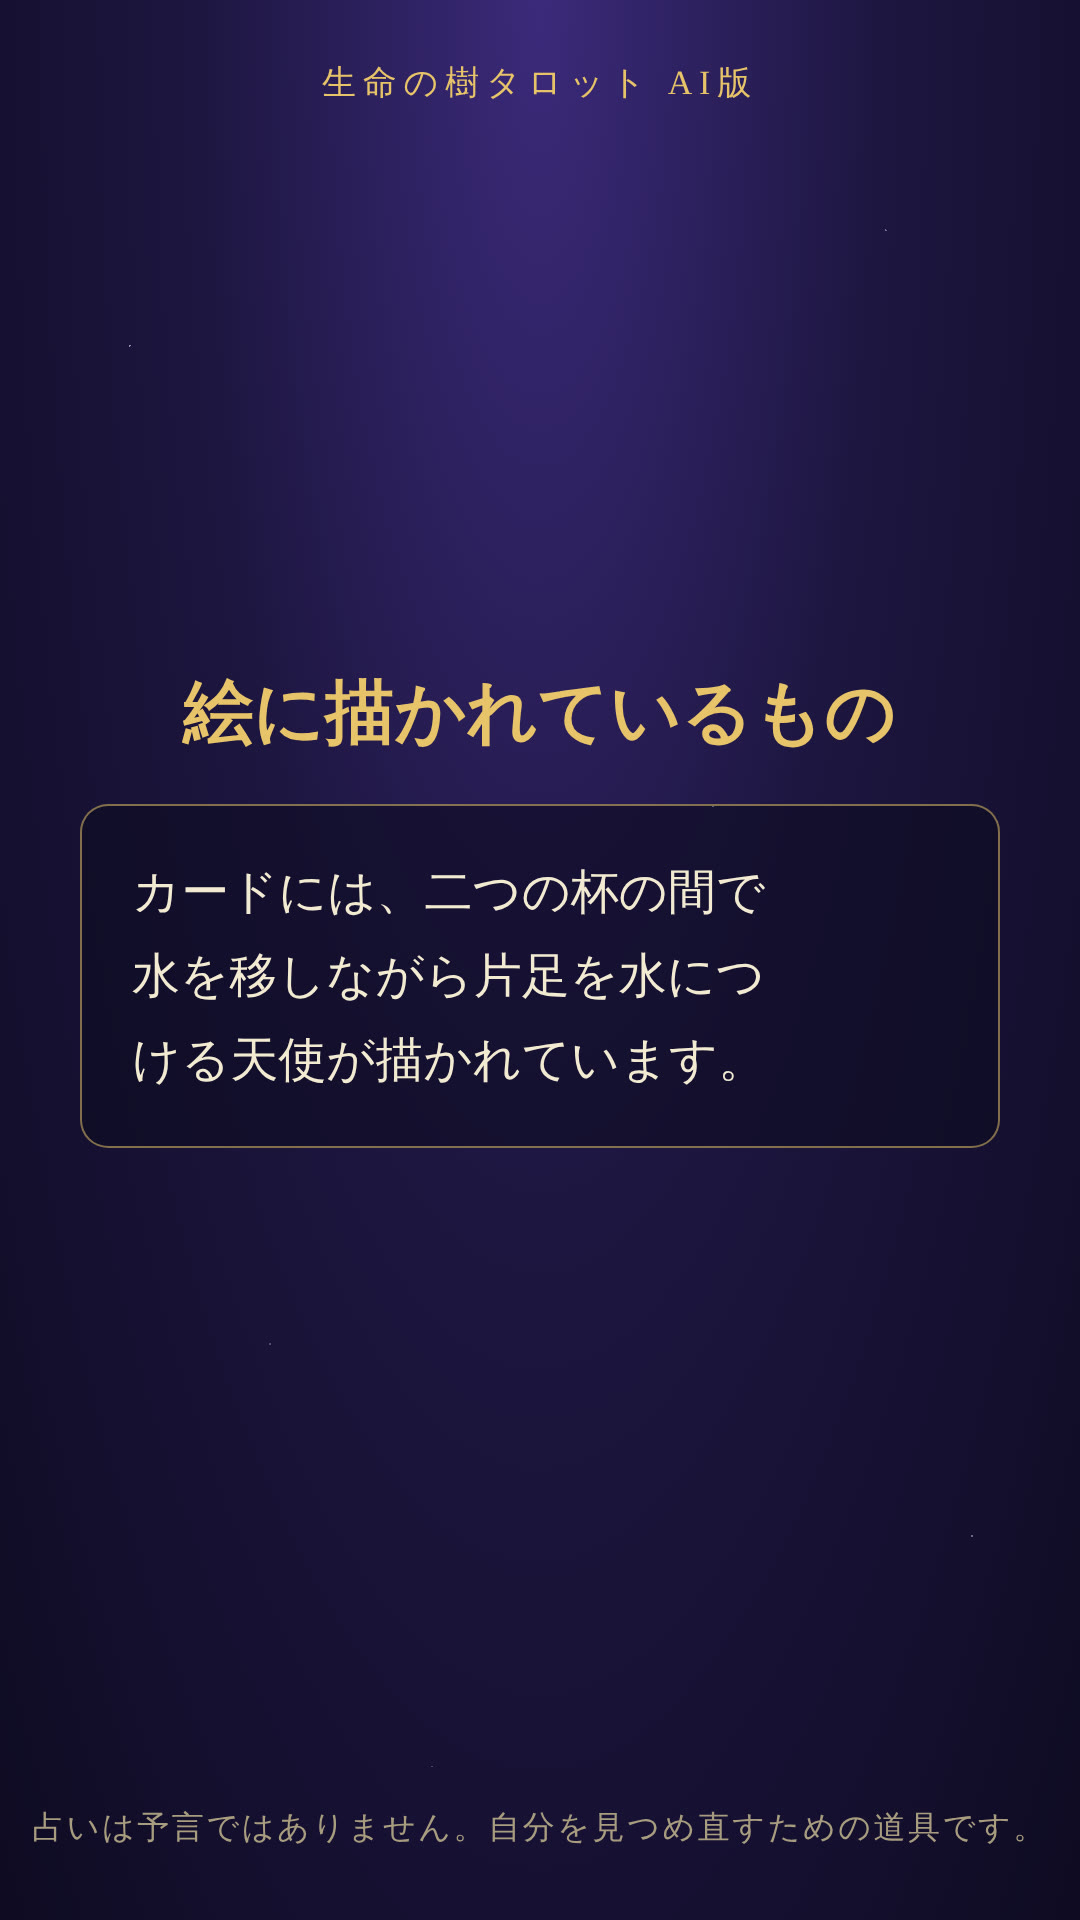 生命の樹タロット AI版
絵に描かれているもの
カードには、二つの杯の間で
水を移しながら片足を水につ
ける天使が描かれています。
占いは予言ではありません。自分を見つめ直すための道具です。